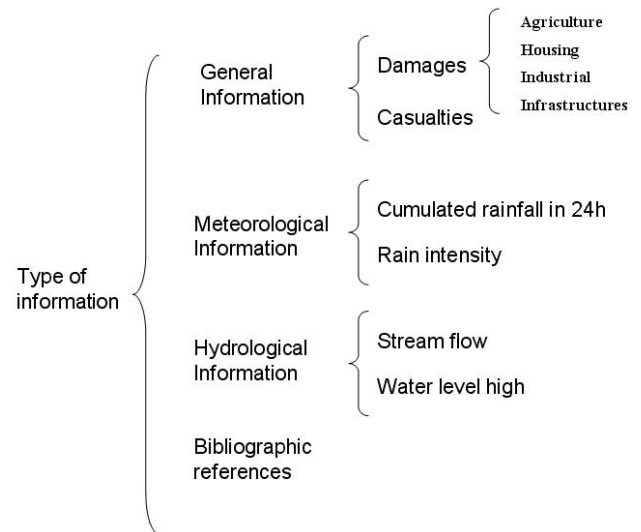 Type of
information
General
Information
Damages
Agriculture
Housing
Industrial
Infrastructures
Casualties
Meteorological
Information
Cumulated rainfall in 24h
Rain intensity
Hydrological
Information
Stream flow
Water level high
Bibliographic
references